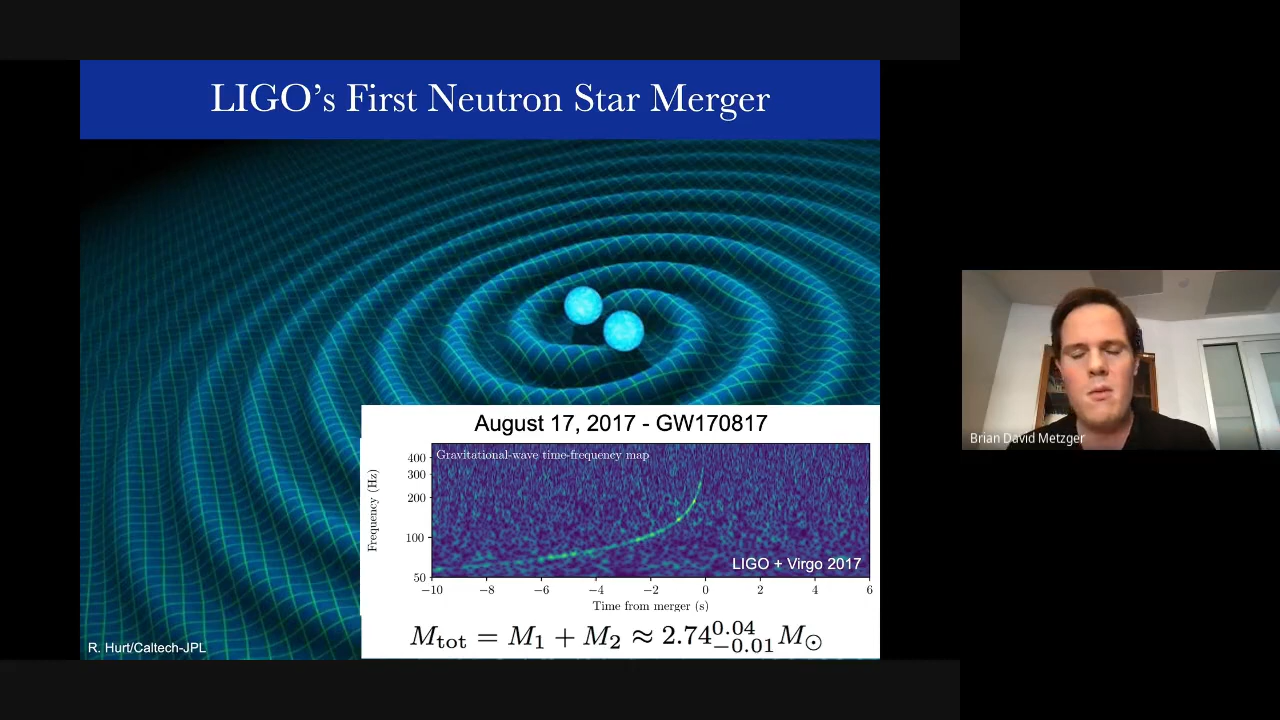 LIGO’s First Neutron Star Merger
August 17, 2017 - GW170817
Gravitational-wave time-frequency map
Frequency (Hz)
400
300
200
100
50
LIGO + Virgo 2017
−10 −8 −6 −4 −2 0 2 4 6
Time from merger (s)
M_tot = M_1 + M_2 ≈ 2.74^{0.04}_{−0.01} M_⊙
R. Hurt/Caltech-JPL
Brian David Metzger